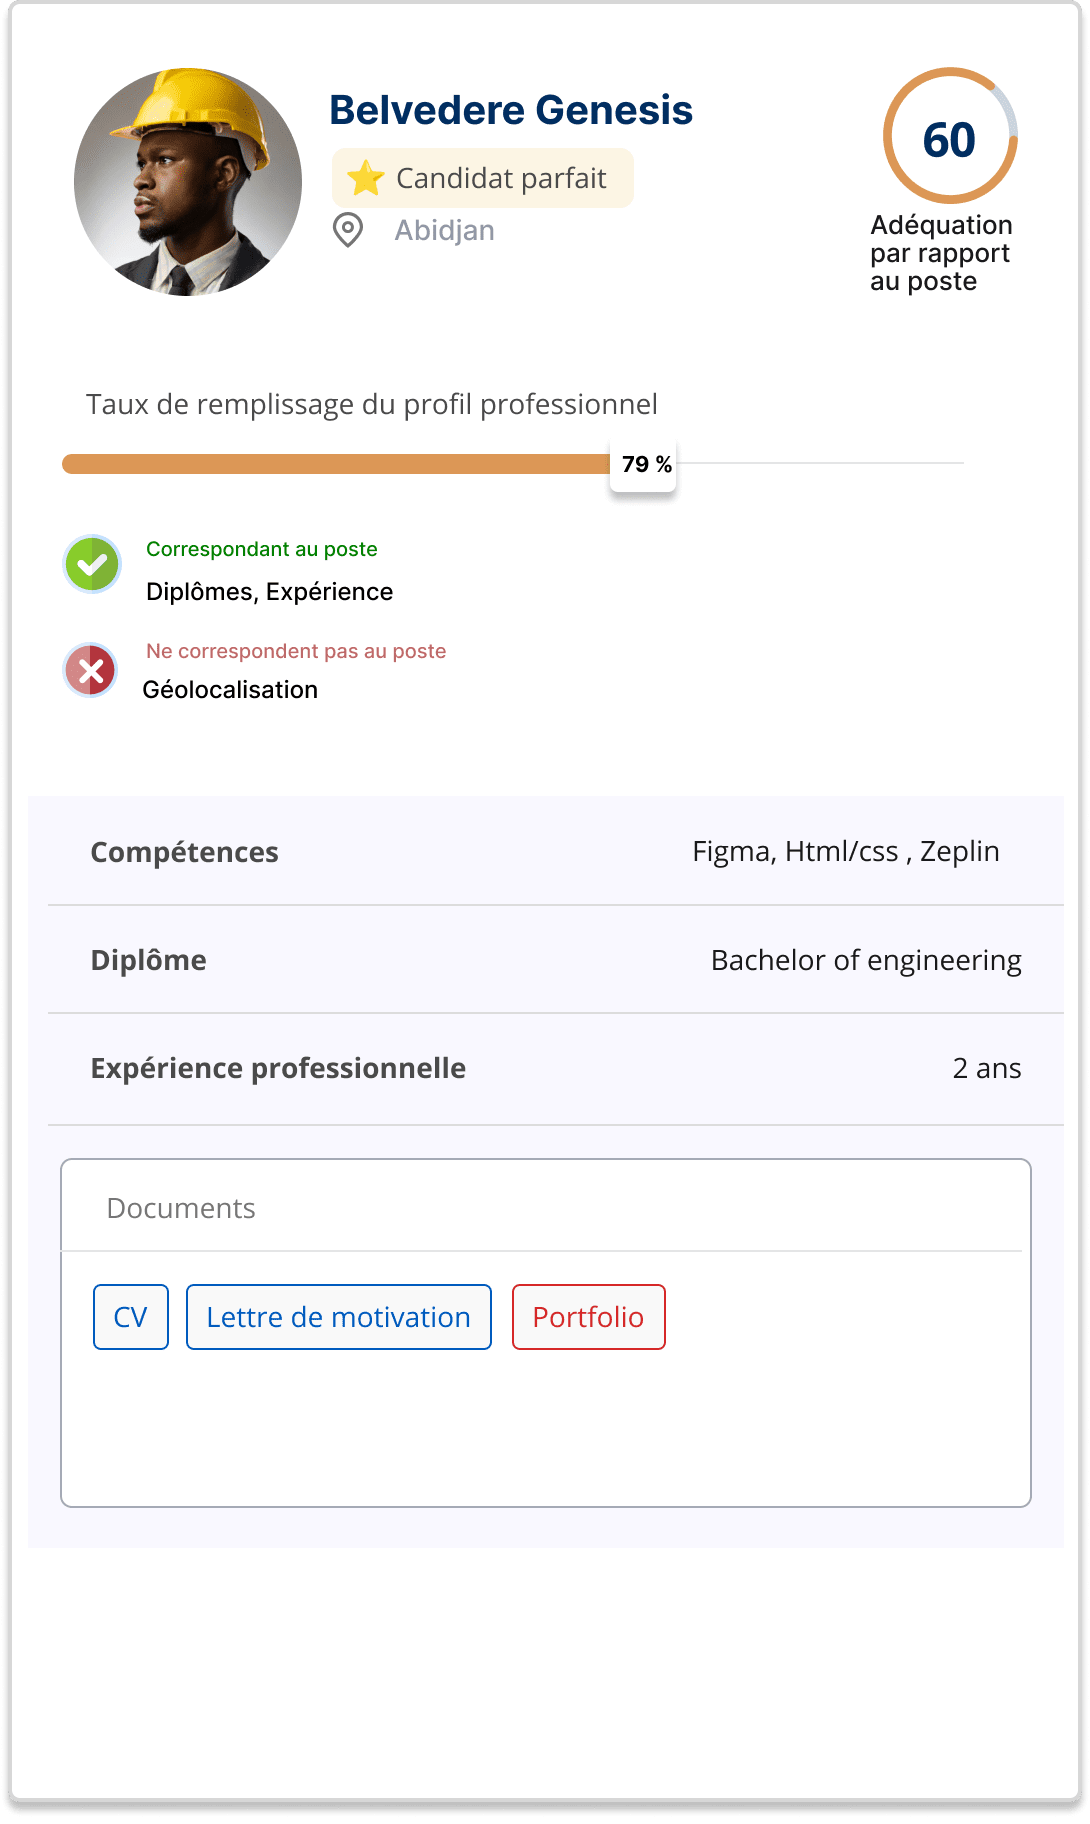 Belvedere Genesis
Candidat parfait
Abidjan
60
Adéquation
par rapport
au poste
Taux de remplissage du profil professionnel
79 %
Correspondant au poste
Diplômes, Expérience
Ne correspondent pas au poste
Géolocalisation
Compétences Figma, Html/css , Zeplin
Diplôme Bachelor of engineering
Expérience professionnelle 2 ans
Documents
CV Lettre de motivation Portfolio